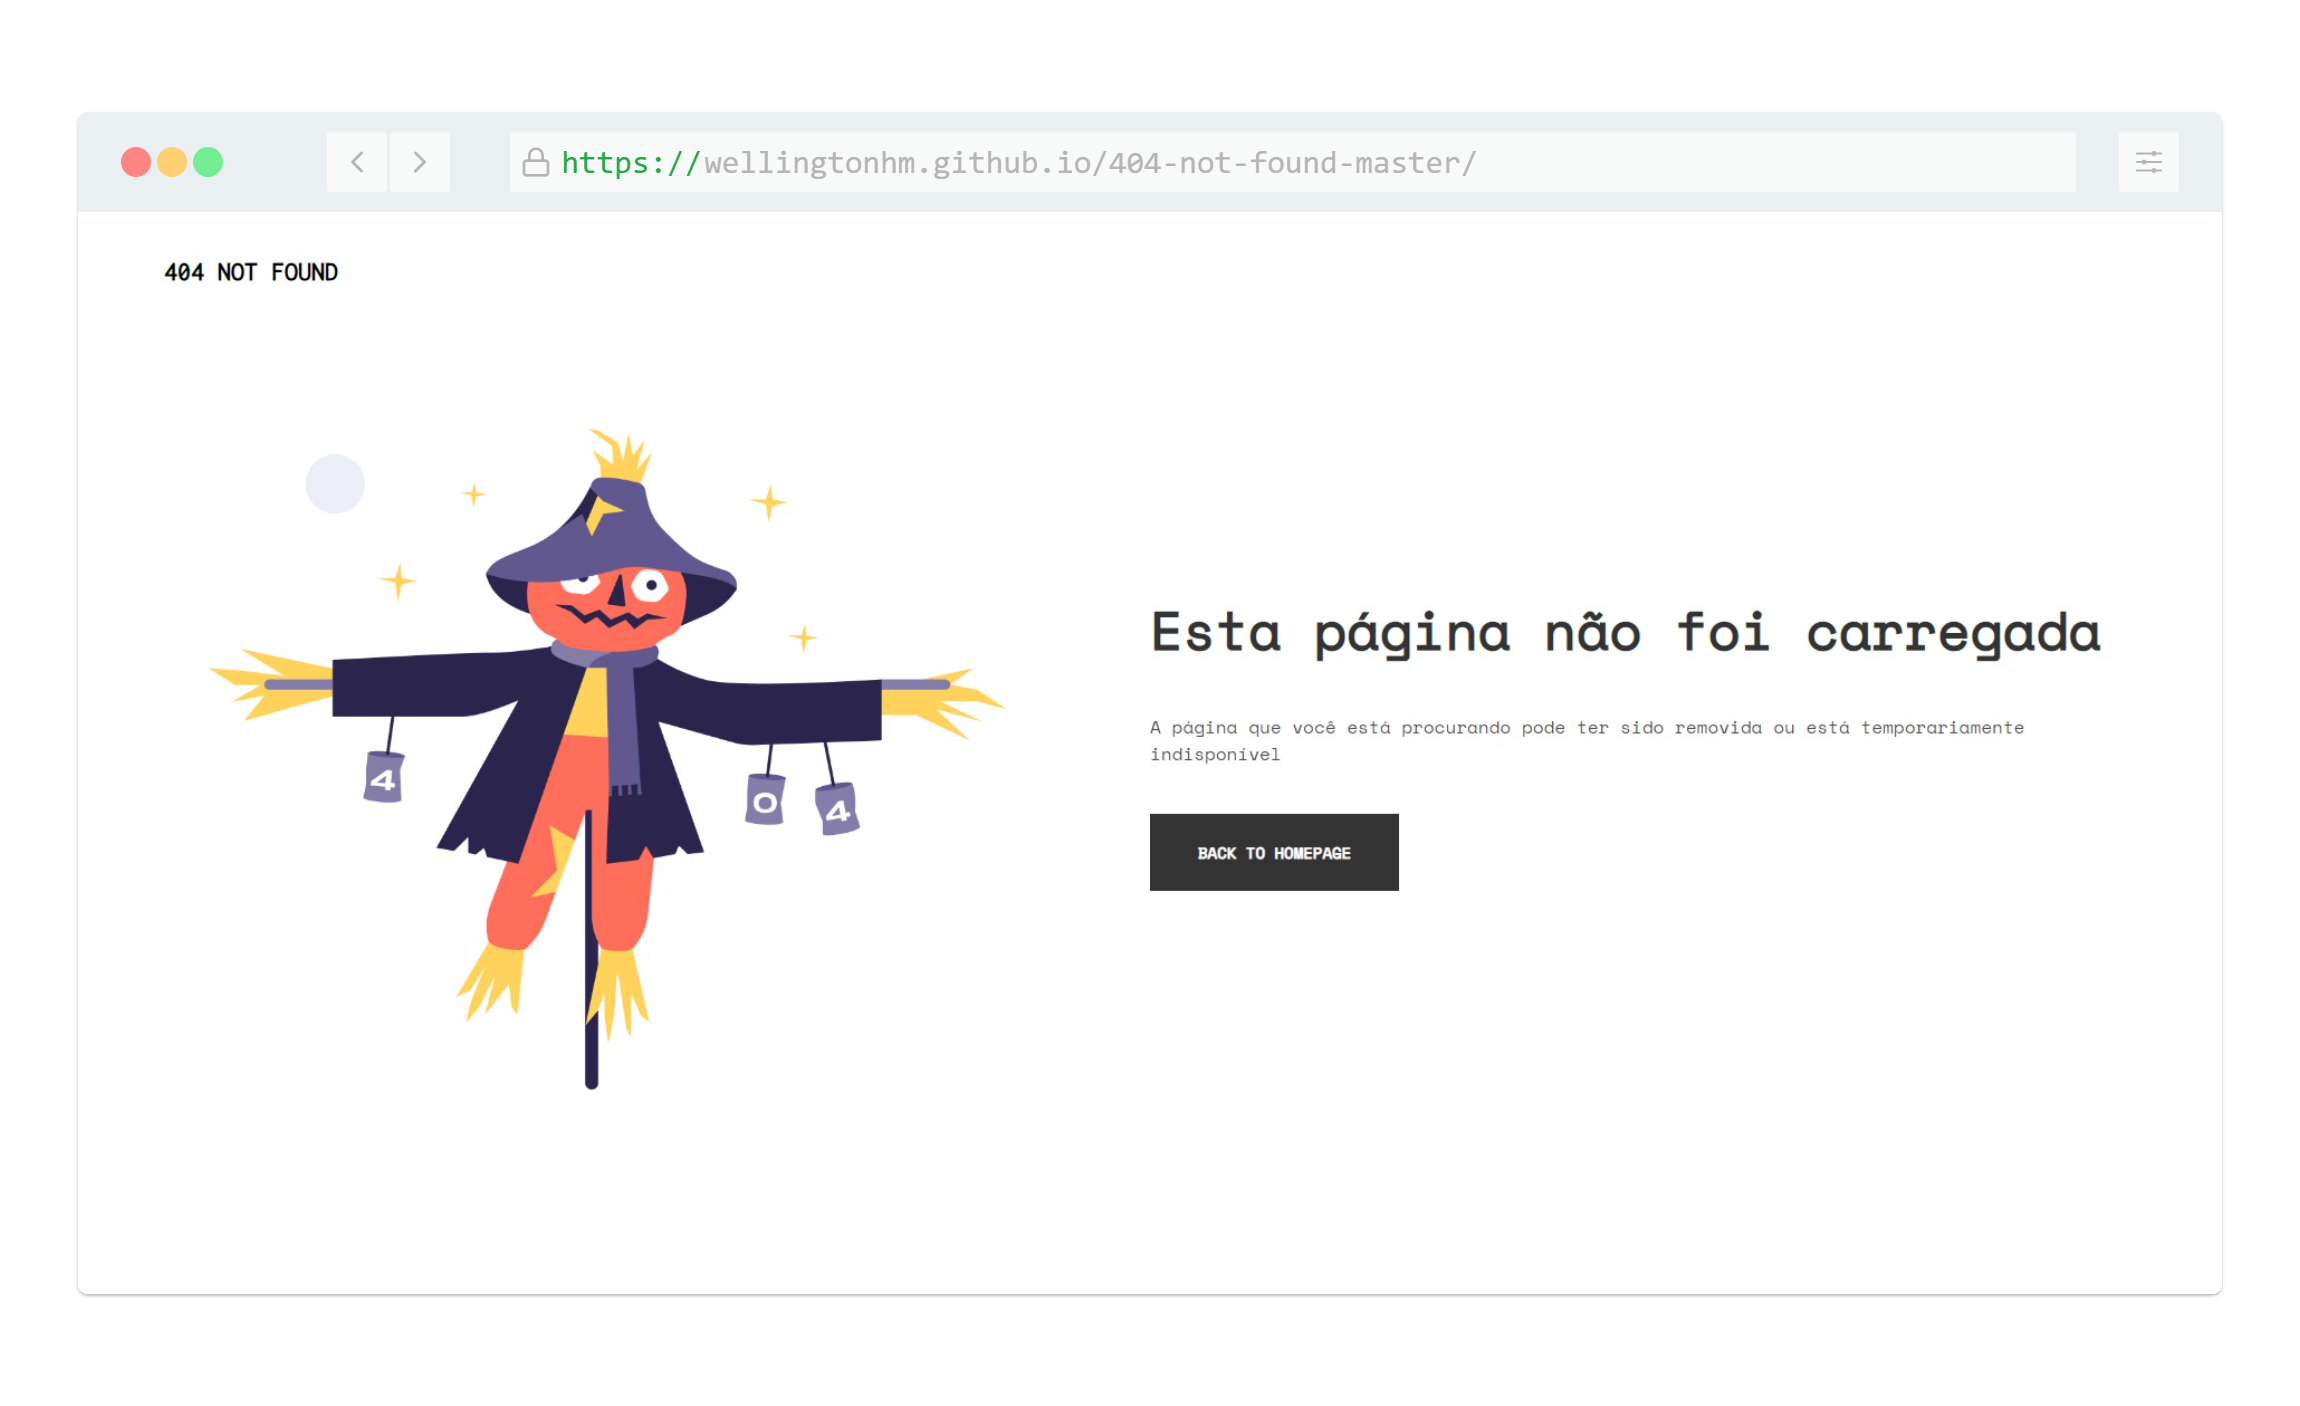 https://wellingtonhm.github.io/404-not-found-master/
404 NOT FOUND
4
0
4
Esta página não foi carregada
A página que você está procurando pode ter sido removida ou está temporariamente
indisponível
BACK TO HOMEPAGE